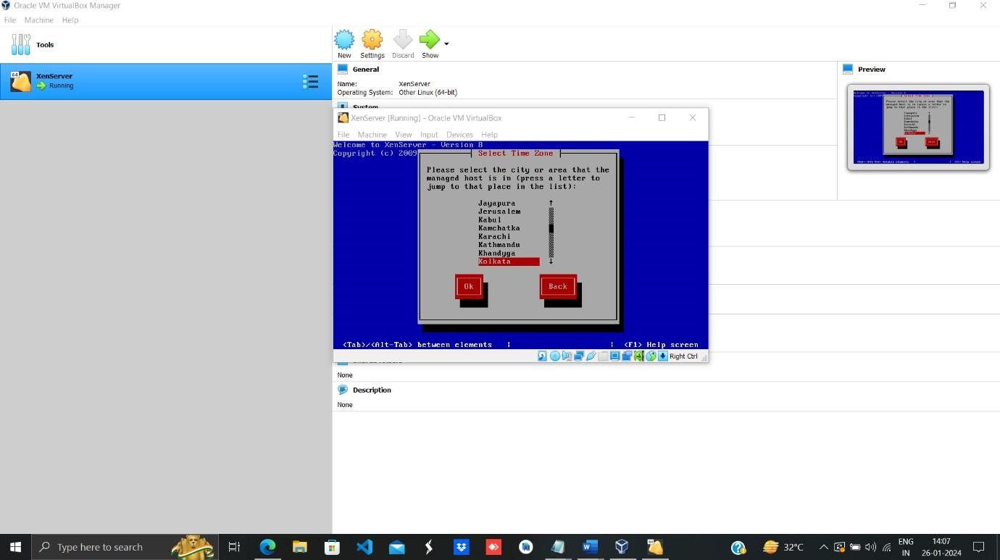 Oracle VM VirtualBox Manager
File Machine Help
Tools
New Settings Discard Show
64
XenServer
Running
General
Name: XenServer
Operating System: Other Linux (64-bit)
System
Preview
XenServer [Running] - Oracle VM VirtualBox
File Machine View Input Devices Help
Welcome to XenServer - Version 8
Copyright (c) 2009
Select Time Zone
Please select the city or area that the
managed host is in (press a letter to
jump to that place in the list):
Jayapura
Jerusalem
Kabul
Kamchatka
Karachi
Kathmandu
Khandyga
Kolkata
Ok Back
<Tab>/<Alt-Tab> between elements | | <F1> Help screen
Right Ctrl
None
Description
None
Type here to search
32°C
ENG
IN
14:07
26-01-2024